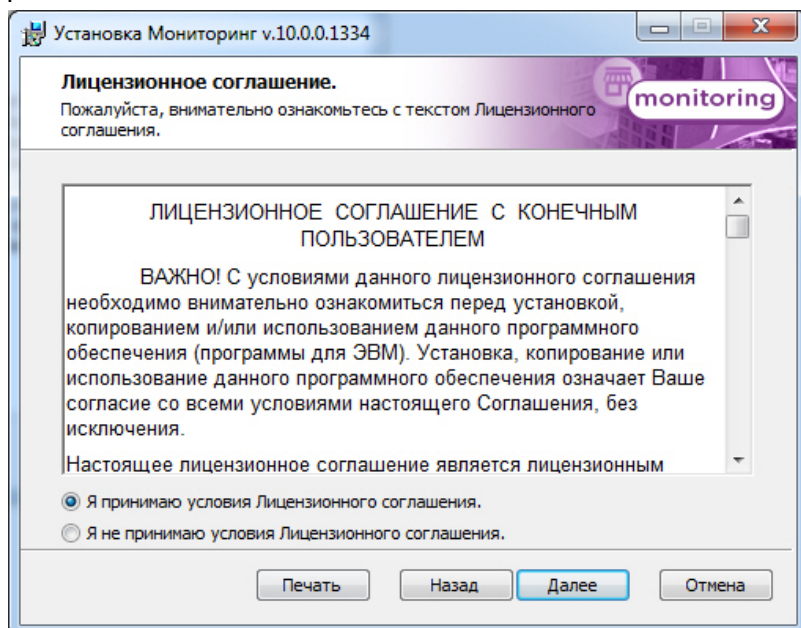 Установка Мониторинг v.10.0.0.1334
Лицензионное соглашение.
Пожалуйста, внимательно ознакомьтесь с текстом Лицензионного
соглашения.
monitoring
ЛИЦЕНЗИОННОЕ СОГЛАШЕНИЕ С КОНЕЧНЫМ
ПОЛЬЗОВАТЕЛЕМ
ВАЖНО! С условиями данного лицензионного соглашения
необходимо внимательно ознакомиться перед установкой,
копированием и/или использованием данного программного
обеспечения (программы для ЭВМ). Установка, копирование или
использование данного программного обеспечения означает Ваше
согласие со всеми условиями настоящего Соглашения, без
исключения.
Настоящее лицензионное соглашение является лицензионным
Я принимаю условия Лицензионного соглашения.
Я не принимаю условия Лицензионного соглашения.
Печать Назад Далее Отмена